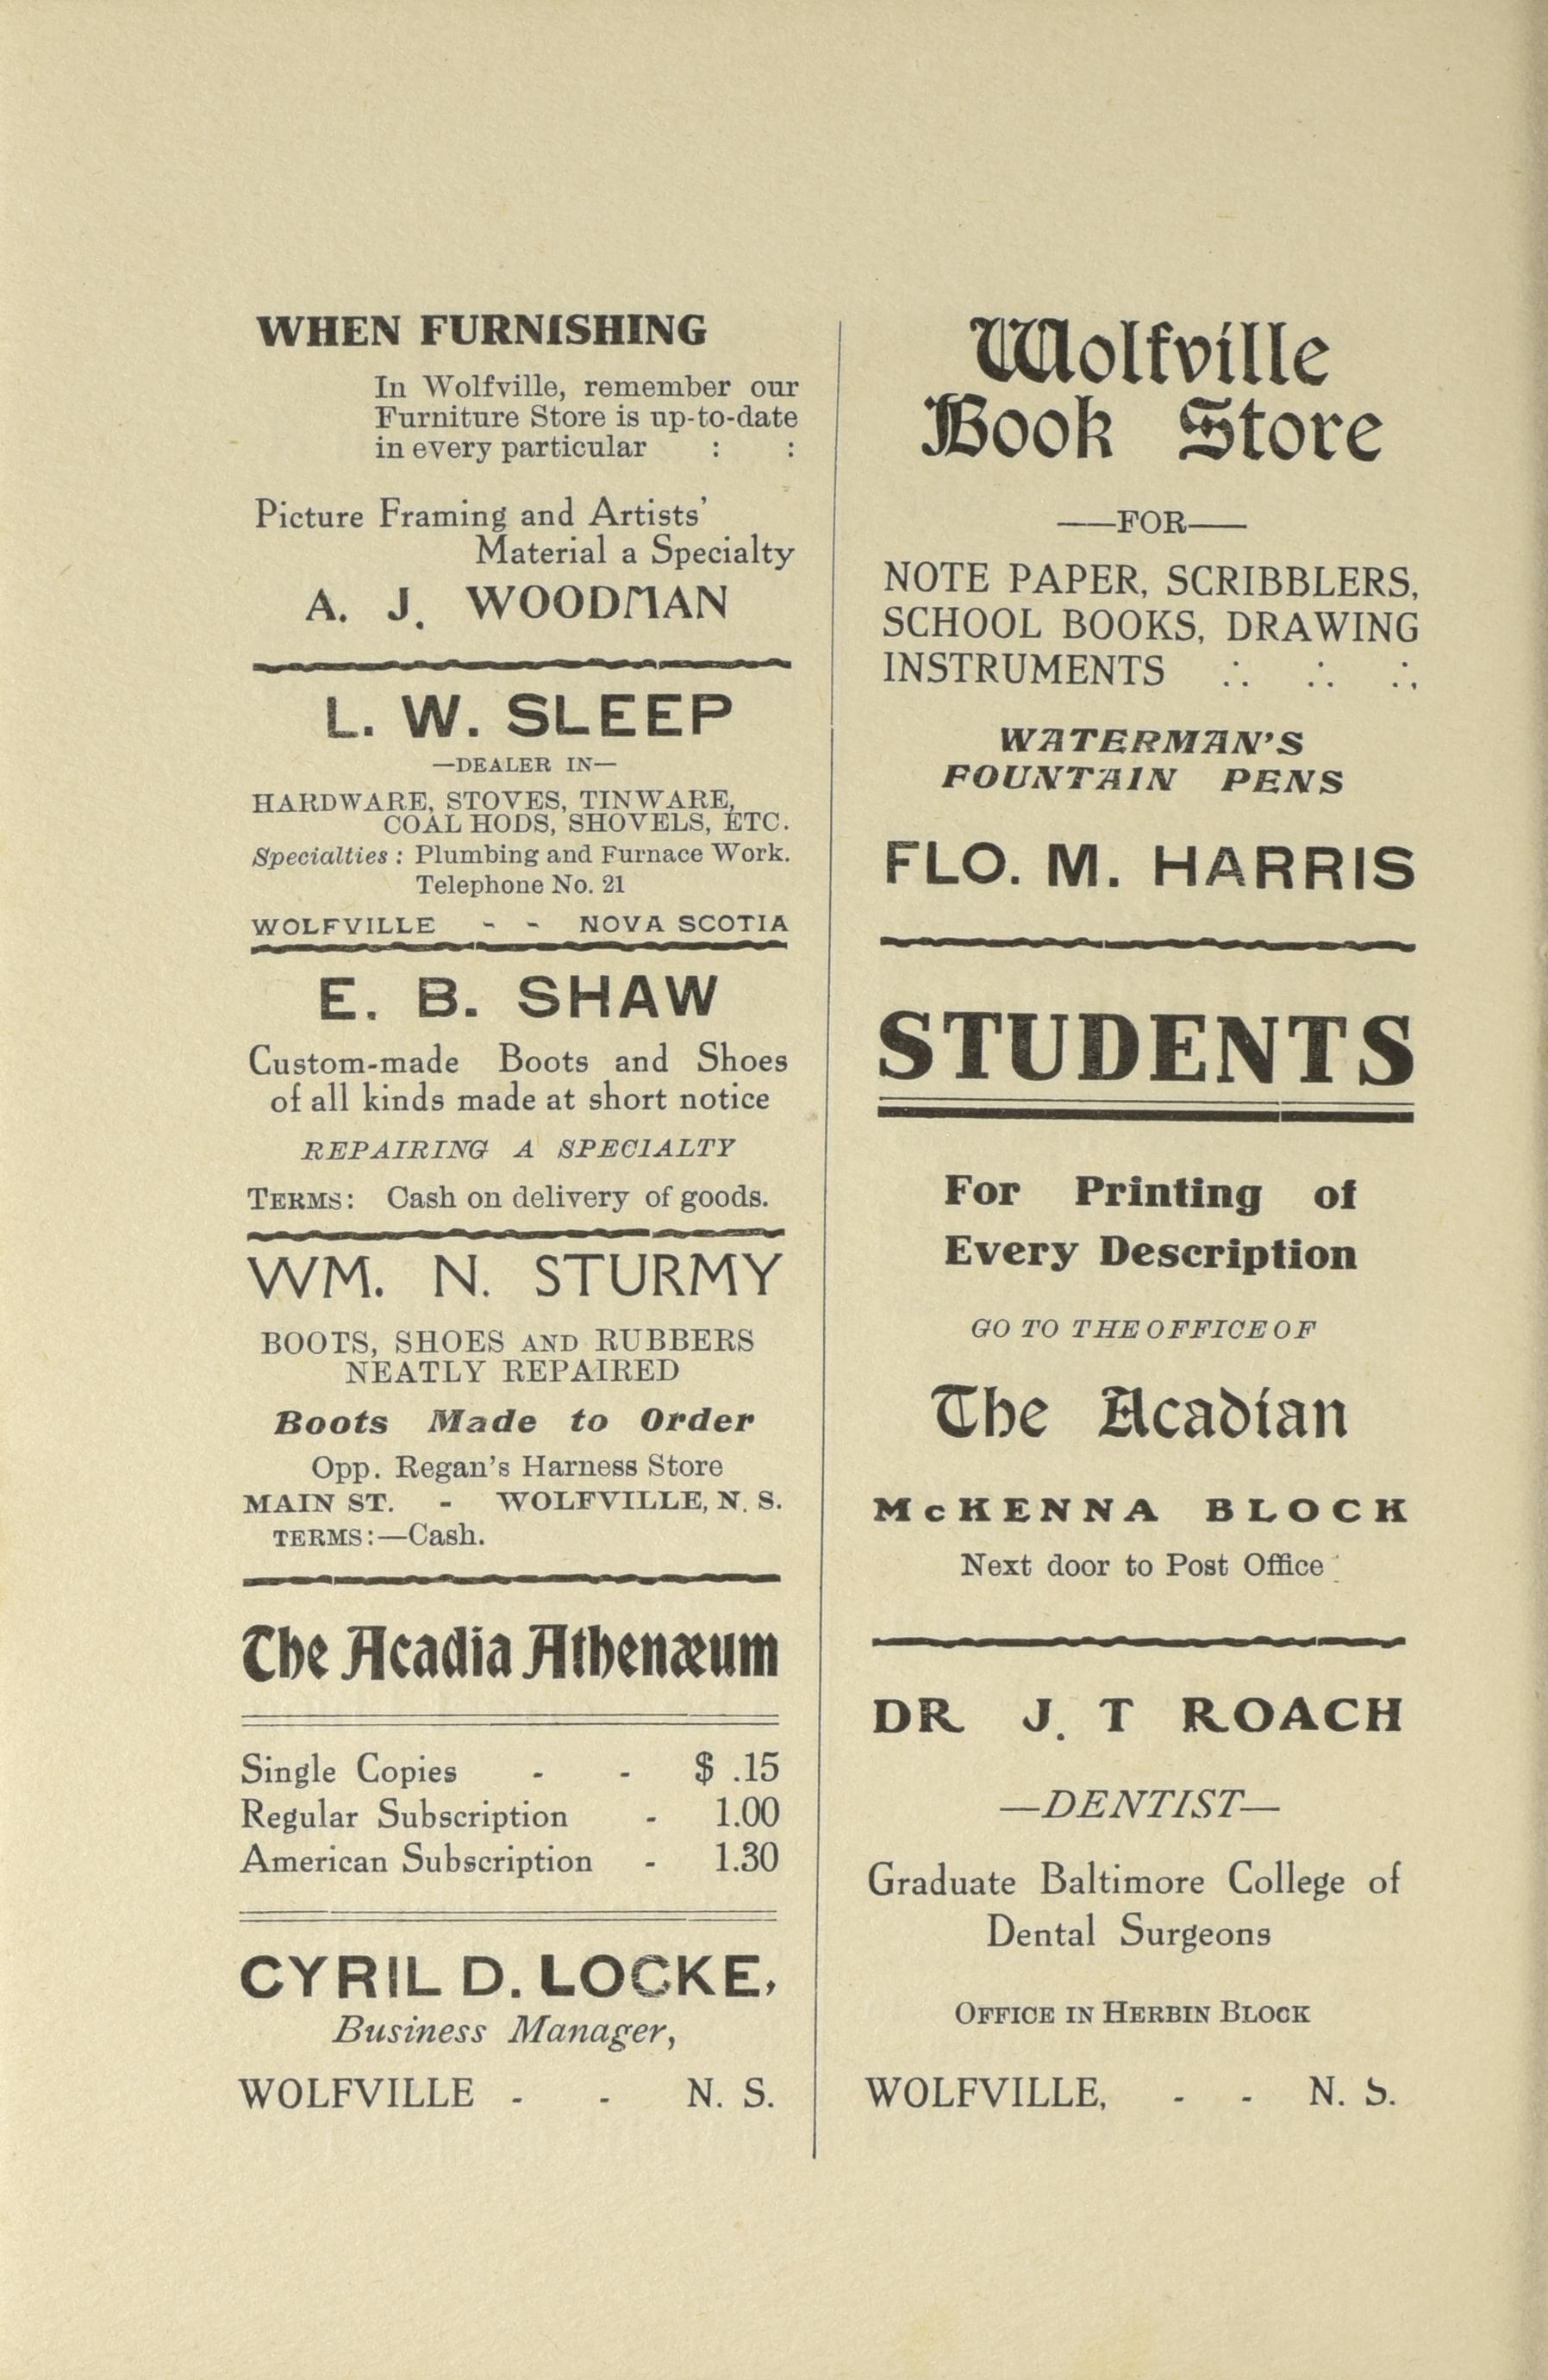 WHEN FURNISHING
In Wolfville, remember our
Furniture Store is up-to-date
in every particular : :
Picture Framing and Artists'
Material a Specialty
A. J. WOODMAN
L. W. SLEEP
—DEALER IN—
HARDWARE, STOVES, TINWARE,
COAL HODS, SHOVELS, ETC.
Specialties : Plumbing and Furnace Work.
Telephone No. 21
WOLFVILLE - - NOVA SCOTIA
E. B. SHAW
Custom-made Boots and Shoes
of all kinds made at short notice
REPAIRING A SPECIALTY
TERMS: Cash on delivery of goods.
WM. N. STURMY
BOOTS, SHOES AND RUBBERS
NEATLY REPAIRED
Boots Made to Order
Opp. Regan's Harness Store
MAIN ST. - WOLFVILLE, N. S.
TERMS:—Cash.
The Acadia Athenæum
Single Copies - - $ .15
Regular Subscription - 1.00
American Subscription - 1.30
CYRIL D. LOCKE,
Business Manager,
WOLFVILLE - - N. S.
Wolfville
Book Store
—FOR—
NOTE PAPER, SCRIBBLERS,
SCHOOL BOOKS, DRAWING
INSTRUMENTS ∴ ∴ ∴
WATERMAN'S
FOUNTAIN PENS
FLO. M. HARRIS
STUDENTS
For Printing of
Every Description
GO TO THE OFFICE OF
The Acadian
McKENNA BLOCK
Next door to Post Office
DR J. T ROACH
—DENTIST—
Graduate Baltimore College of
Dental Surgeons
OFFICE IN HERBIN BLOCK
WOLFVILLE, - - N. S.